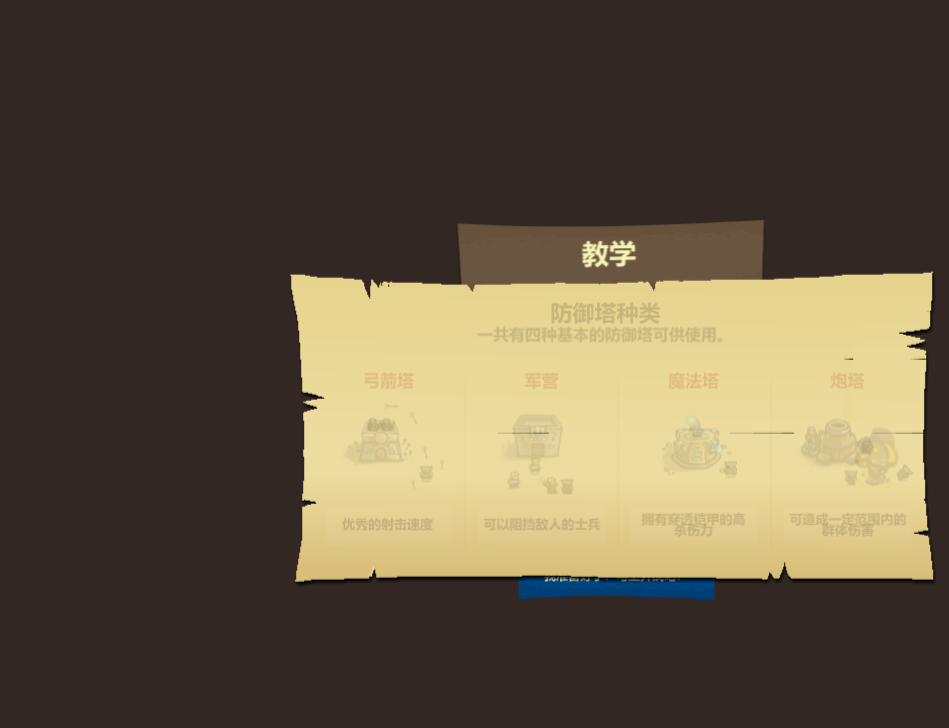 教学
防御塔种类
一共有四种基本的防御塔可供使用。
弓箭塔
军营
魔法塔
炮塔
优秀的射击速度
可以阻挡敌人的士兵
拥有穿透铠甲的高
杀伤力
可造成一定范围内的
群体伤害